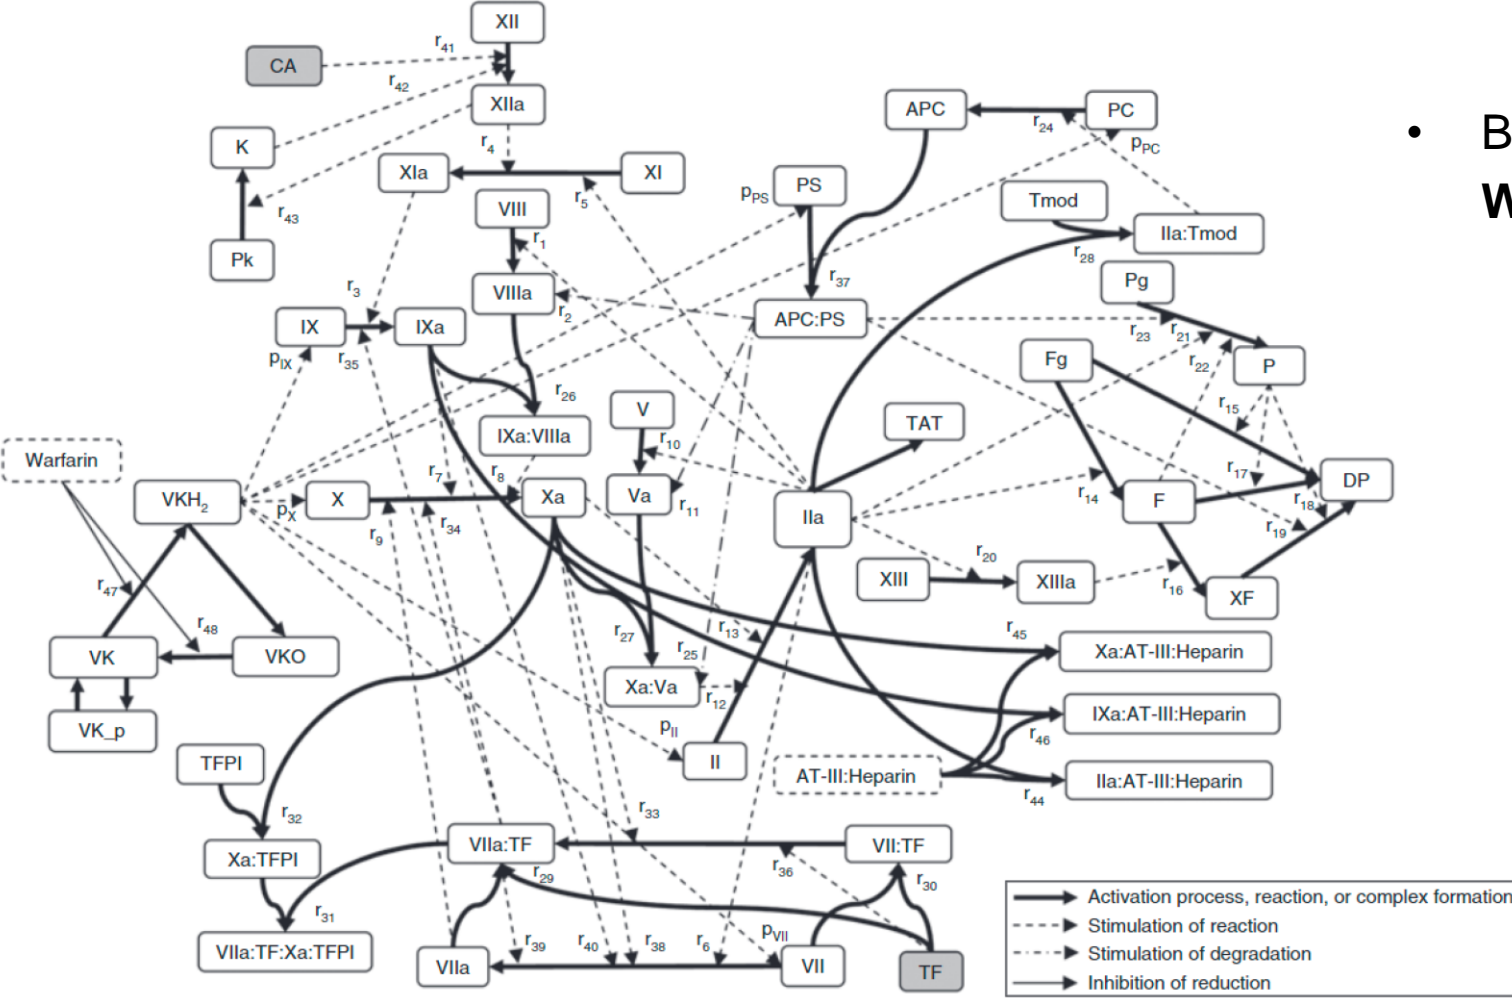 XII
r41
CA
r42
XIIa
APC
PC
r24
pPC
K
r4
XIa
XI
r5
PS
pPS
Tmod
IIa:Tmod
r28
r43
VIII
r1
Pk
VIIIa
r2
r37
Pg
APC:PS
r3
IX
IXa
pIX
r35
r23
r21
r22
Fg
P
r26
r15
V
r10
TAT
IXa:VIIIa
Warfarin
r7
r8
VKH2
pX
X
Xa
Va
r11
IIa
r14
F
r17
r18
DP
r19
r9
r34
r20
XIII
XIIIa
r16
XF
r47
r48
VK
VKO
r27
r13
r25
r45
Xa:AT-III:Heparin
Xa:Va
r12
VK_p
pII
IXa:AT-III:Heparin
r46
TFPI
II
AT-III:Heparin
IIa:AT-III:Heparin
r44
r32
r33
Xa:TFPI
VIIa:TF
VII:TF
r29
r36
r30
r31
VIIa:TF:Xa:TFPI
r39
r40
r38
r6
pVII
VIIa
VII
TF
Activation process, reaction, or complex formation
Stimulation of reaction
Stimulation of degradation
Inhibition of reduction
• B
W